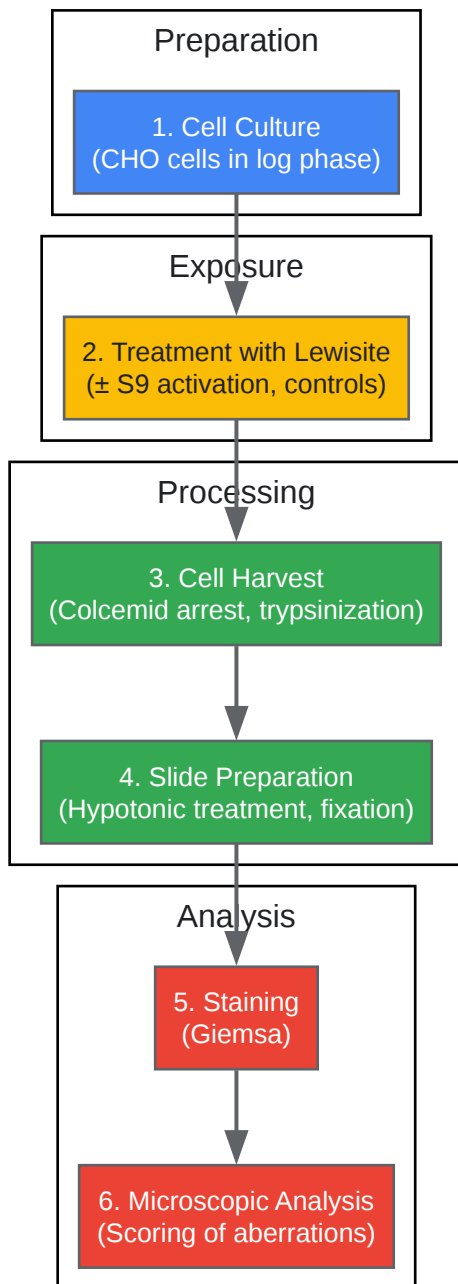 Preparation
1. Cell Culture
(CHO cells in log phase)
Exposure
2. Treatment with Lewisite
(± S9 activation, controls)
Processing
3. Cell Harvest
(Colcemid arrest, trypsinization)
4. Slide Preparation
(Hypotonic treatment, fixation)
Analysis
5. Staining
(Giemsa)
6. Microscopic Analysis
(Scoring of aberrations)